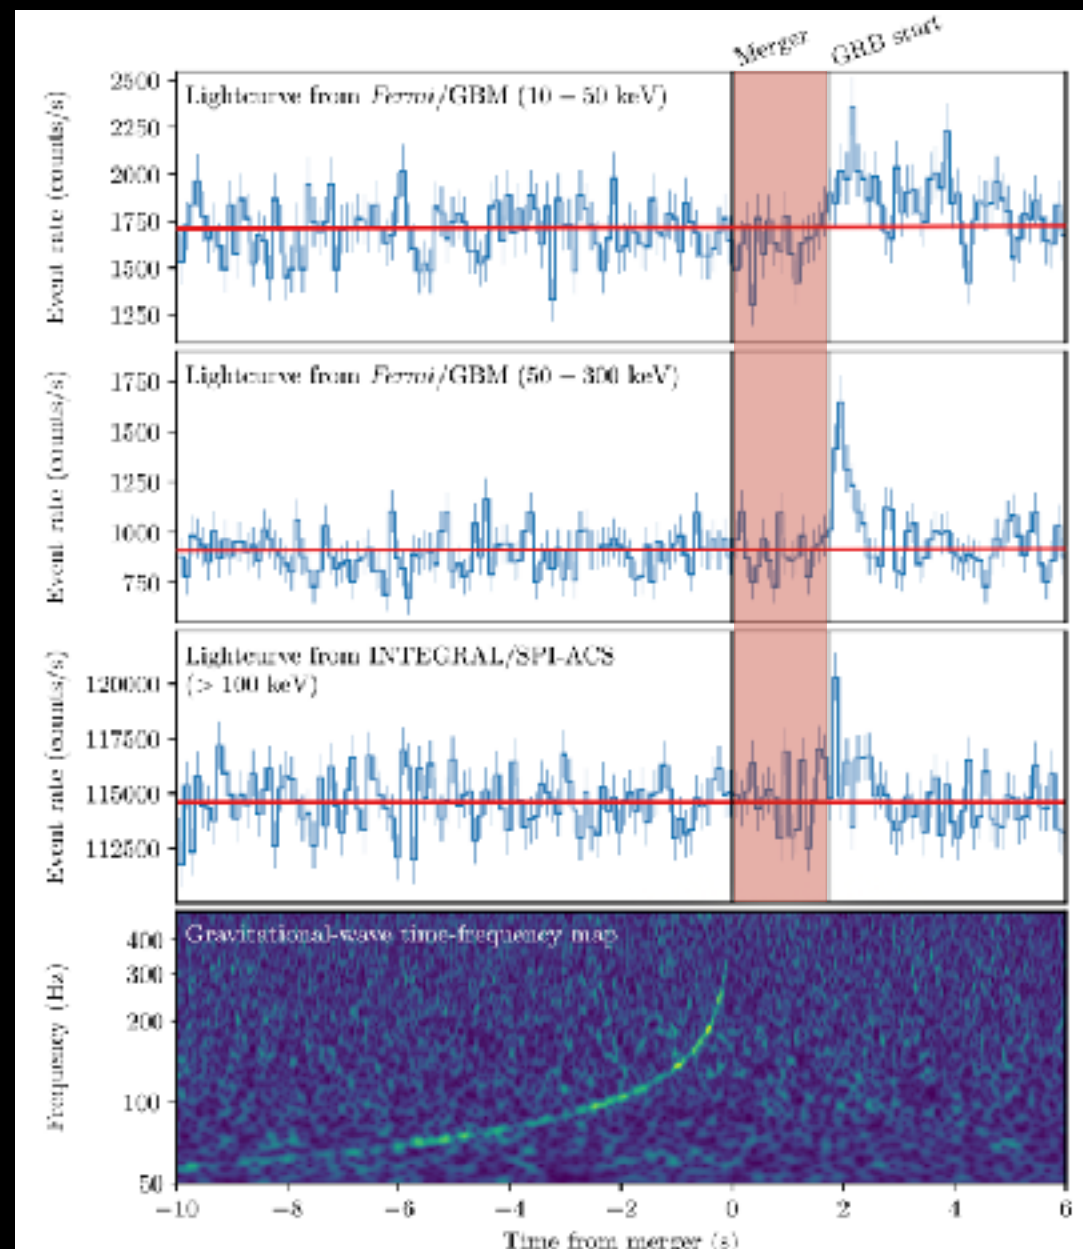 Merger GRB start
Event rate (counts/s)
2500
2250
2000
1750
1500
1250
Lightcurve from Fermi/GBM (10 − 50 keV)
Event rate (counts/s)
1750
1500
1250
1000
750
Lightcurve from Fermi/GBM (50 − 300 keV)
Event rate (counts/s)
120000
117500
115000
112500
Lightcurve from INTEGRAL/SPI-ACS
(> 100 keV)
Frequency (Hz)
400
300
200
100
50
Gravitational-wave time-frequency map
−10 −8 −6 −4 −2 0 2 4 6
Time from merger (s)